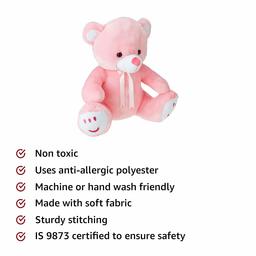 Non toxic
Uses anti-allergic polyester
Machine or hand wash friendly
Made with soft fabric
Sturdy stitching
IS 9873 certified to ensure safety